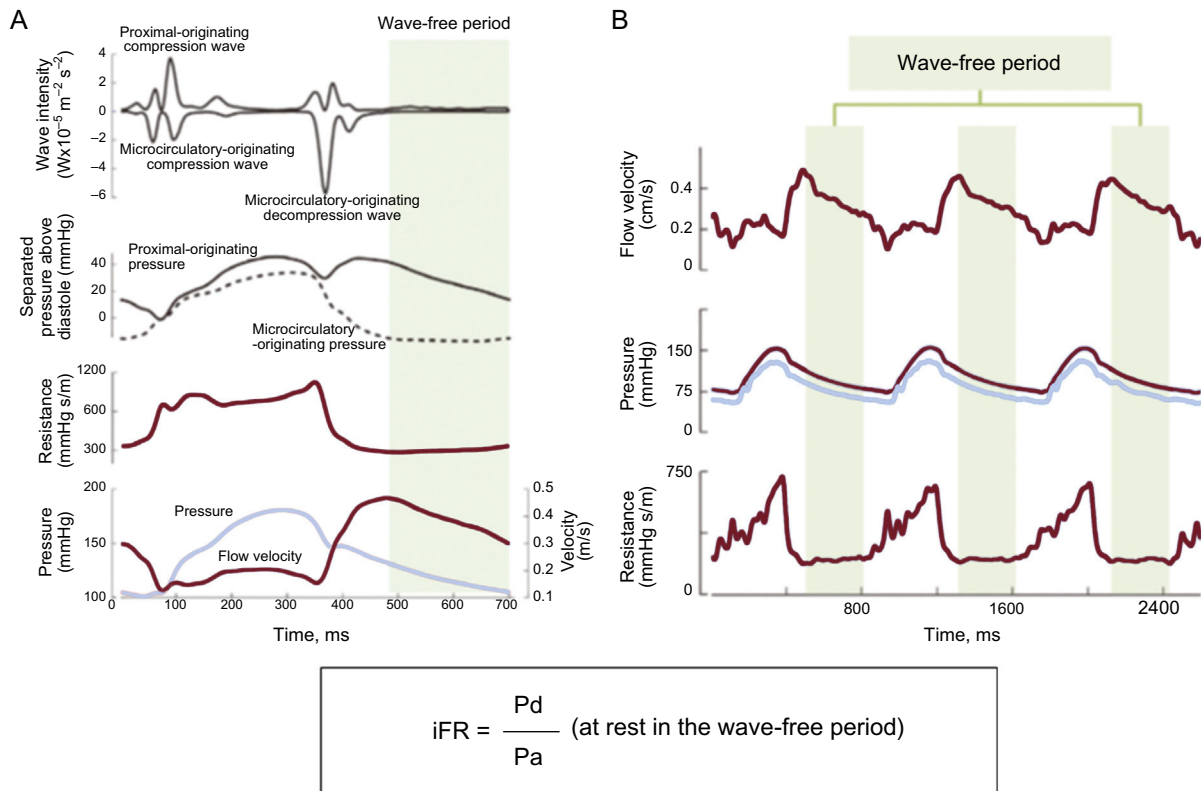 A
Wave-free period
Proximal-originating
compression wave
Wave intensity
(Wx10⁻⁵ m⁻² s⁻²)
4
2
0
–2
–4
–6
Microcirculatory-originating
compression wave
Microcirculatory-originating
decompression wave
Separated
pressure above
diastole (mmHg)
40
20
0
Proximal-originating
pressure
Microcirculatory
-originating pressure
Resistance
(mmHg s/m)
1200
600
300
Pressure
(mmHg)
200
150
100
Pressure
Flow velocity
0.5
0.4
0.3
0.2
0.1
Velocity
(m/s)
0 100 200 300 400 500 600 700
Time, ms
B
Wave-free period
Flow velocity
(cm/s)
0.4
0.2
0
Pressure
(mmHg)
150
75
0
Resistance
(mmHg s/m)
750
0
800 1600 2400
Time, ms
iFR = Pd / Pa (at rest in the wave-free period)